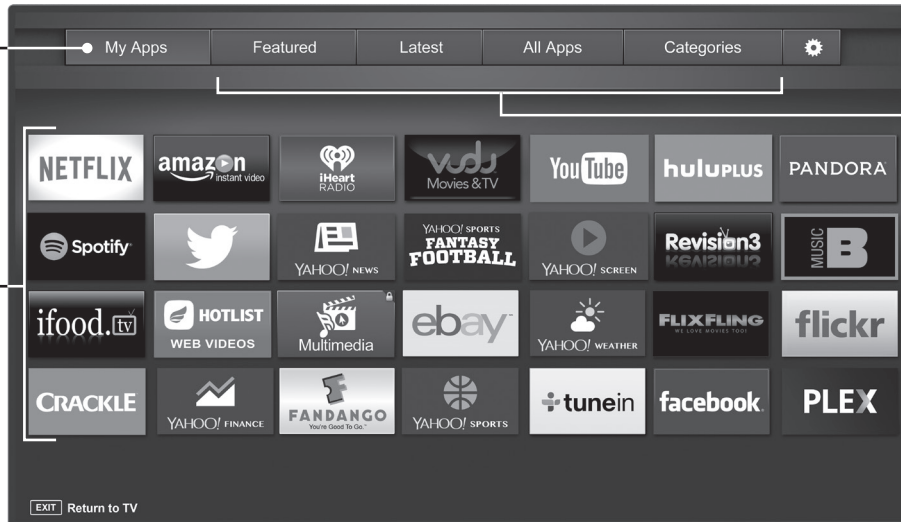 My Apps Featured Latest All Apps Categories
NETFLIX
amazon
instant video
iHeart
RADIO
vudu
Movies & TV
YouTube
huluPLUS
PANDORA
Spotify
YAHOO! NEWS
YAHOO! SPORTS
FANTASY
FOOTBALL
YAHOO! SCREEN
Revision3
MUSIC B
ifood.tv
HOTLIST
WEB VIDEOS
Multimedia
ebay
YAHOO! WEATHER
FLIXFLING
WE LOVE MOVIES TOO!
flickr
CRACKLE
YAHOO! FINANCE
FANDANGO
You're Good To Go.
YAHOO! SPORTS
tunein
facebook
PLEX
EXIT Return to TV